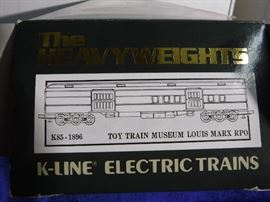 The
HEAVYWEIGHTS
K85-1896 TOY TRAIN MUSEUM LOUIS MARX RPO
K-LINE® ELECTRIC TRAINS